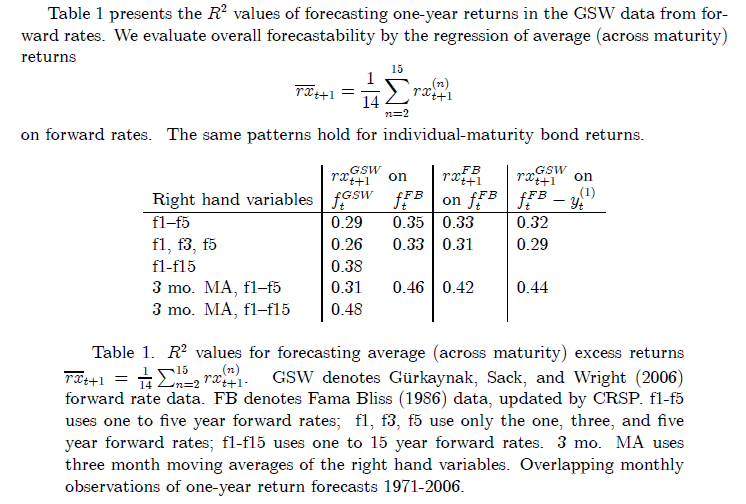 Table 1 presents the R² values of forecasting one-year returns in the GSW data from for-
ward rates. We evaluate overall forecastability by the regression of average (across maturity)
returns
\overline{rx}_{t+1} = \frac{1}{14} \sum_{n=2}^{15} rx_{t+1}^{(n)}
on forward rates. The same patterns hold for individual-maturity bond returns.
rx_{t+1}^{GSW} on | rx_{t+1}^{FB} | rx_{t+1}^{GSW} on
Right hand variables | f_t^{GSW} f_t^{FB} | on f_t^{FB} | f_t^{FB} − y_t^{(1)}
f1–f5 | 0.29 0.35 | 0.33 | 0.32
f1, f3, f5 | 0.26 0.33 | 0.31 | 0.29
f1-f15 | 0.38
3 mo. MA, f1–f5 | 0.31 0.46 | 0.42 | 0.44
3 mo. MA, f1–f15 | 0.48
Table 1. R² values for forecasting average (across maturity) excess returns
\overline{rx}_{t+1} = \frac{1}{14} \sum_{n=2}^{15} rx_{t+1}^{(n)}. GSW denotes Gürkaynak, Sack, and Wright (2006)
forward rate data. FB denotes Fama Bliss (1986) data, updated by CRSP. f1-f5
uses one to five year forward rates; f1, f3, f5 use only the one, three, and five
year forward rates; f1-f15 uses one to 15 year forward rates. 3 mo. MA uses
three month moving averages of the right hand variables. Overlapping monthly
observations of one-year return forecasts 1971-2006.